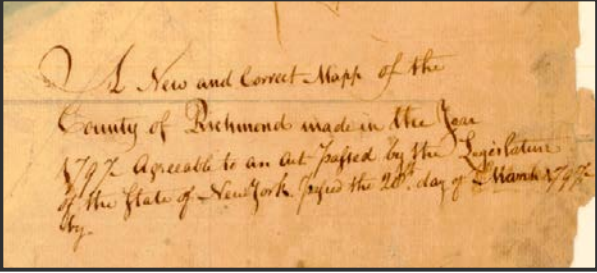 A New and Correct Mapp of the
County of Richmond made in the Year
1797. Agreeable to an act passed by the Legislature
of the State of New York. passed the 28th. day of March 1797.
by.